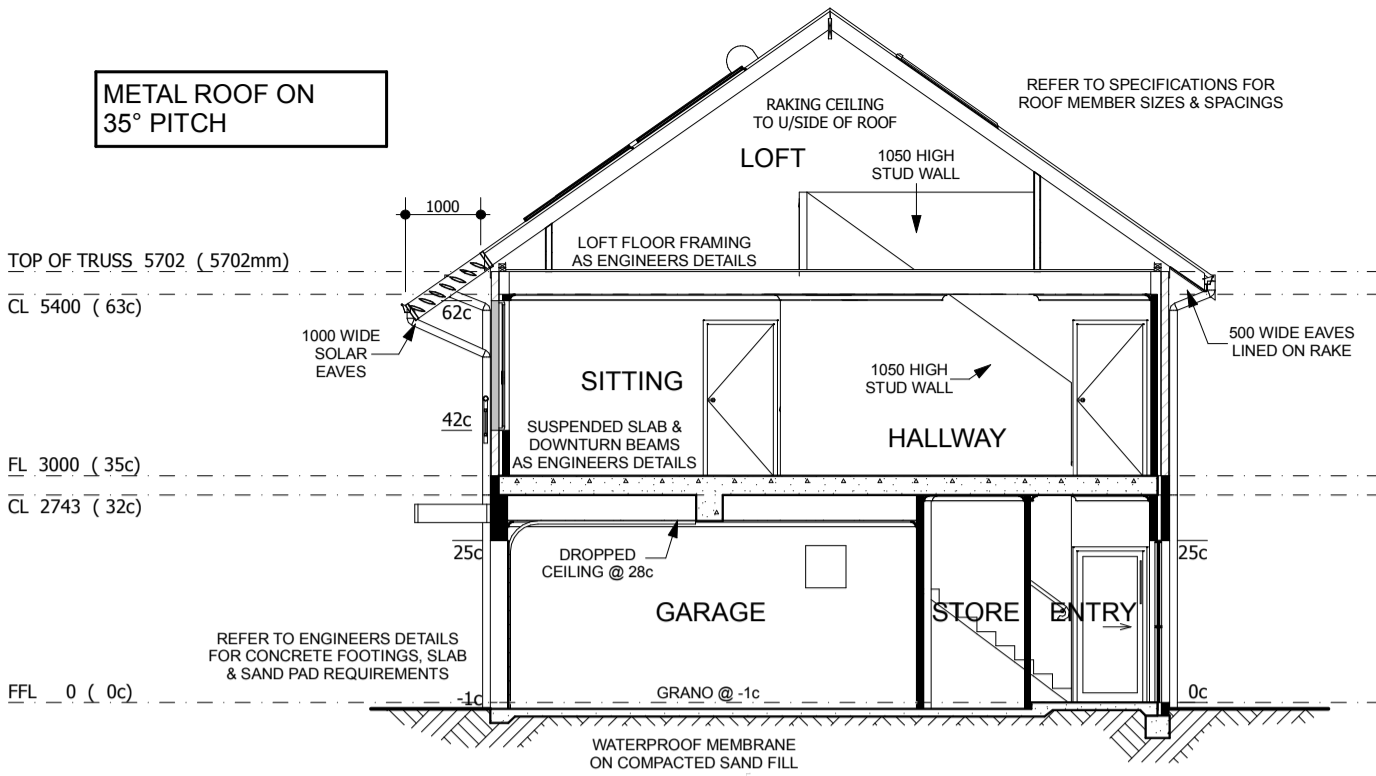 METAL ROOF ON
35° PITCH
REFER TO SPECIFICATIONS FOR
ROOF MEMBER SIZES & SPACINGS
RAKING CEILING
TO U/SIDE OF ROOF
LOFT
1050 HIGH
STUD WALL
1000
LOFT FLOOR FRAMING
AS ENGINEERS DETAILS
TOP OF TRUSS 5702 ( 5702mm)
CL 5400 ( 63c)
62c
1000 WIDE
SOLAR
EAVES
500 WIDE EAVES
LINED ON RAKE
1050 HIGH
STUD WALL
SITTING
42c
SUSPENDED SLAB &
DOWNTURN BEAMS
AS ENGINEERS DETAILS
HALLWAY
FL 3000 ( 35c)
CL 2743 ( 32c)
25c
DROPPED
CEILING @ 28c
25c
GARAGE
STORE
ENTRY
REFER TO ENGINEERS DETAILS
FOR CONCRETE FOOTINGS, SLAB
& SAND PAD REQUIREMENTS
FFL 0 ( 0c)
-1c
GRANO @ -1c
0c
WATERPROOF MEMBRANE
ON COMPACTED SAND FILL